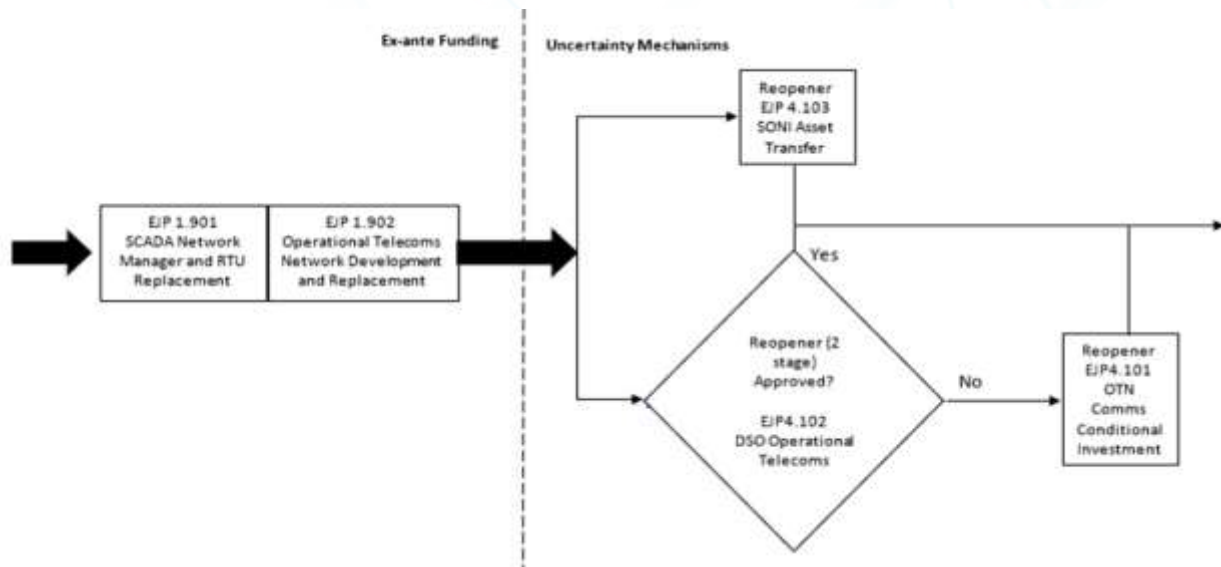 Ex-ante Funding
Uncertainty Mechanisms
Reopener
EJP 4.103
SONI Asset
Transfer
EJP 1.901
SCADA Network
Manager and RTU
Replacement
EJP 1.902
Operational Telecoms
Network Development
and Replacement
Yes
Reopener (2
stage)
Approved?
EJP4.102
DSO Operational
Telecoms
No
Reopener
EJP4.101
OTN
Comms
Conditional
Investment